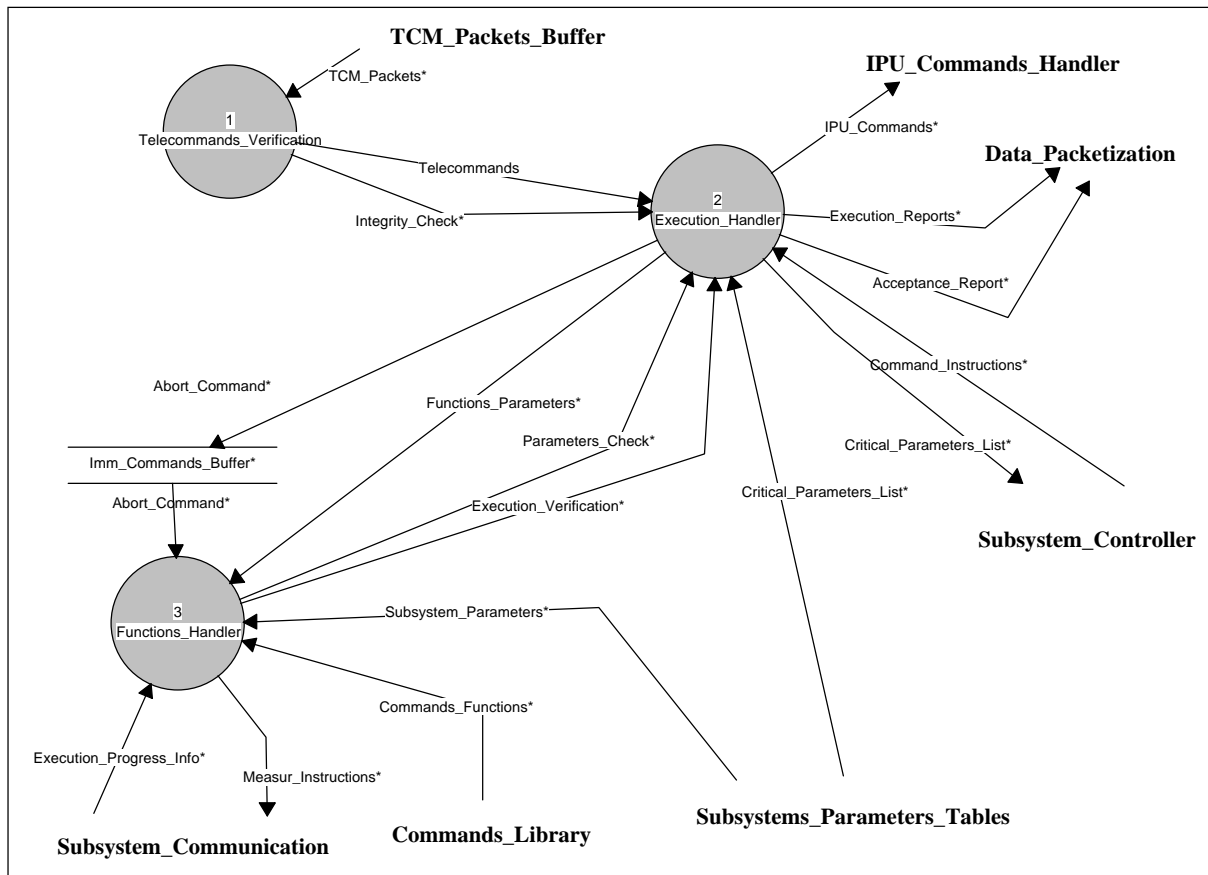 TCM_Packets_Buffer
TCM_Packets*
IPU_Commands_Handler
1
Telecommands_Verification
IPU_Commands*
Data_Packetization
Telecommands
2
Execution_Handler
Integrity_Check*
Execution_Reports*
Acceptance_Report*
Abort_Command*
Functions_Parameters*
Command_Instructions*
Parameters_Check*
Critical_Parameters_List*
Imm_Commands_Buffer*
Abort_Command*
Execution_Verification*
Critical_Parameters_List*
Subsystem_Controller
3
Functions_Handler
Subsystem_Parameters*
Commands_Functions*
Execution_Progress_Info*
Measur_Instructions*
Subsystem_Communication
Commands_Library
Subsystems_Parameters_Tables